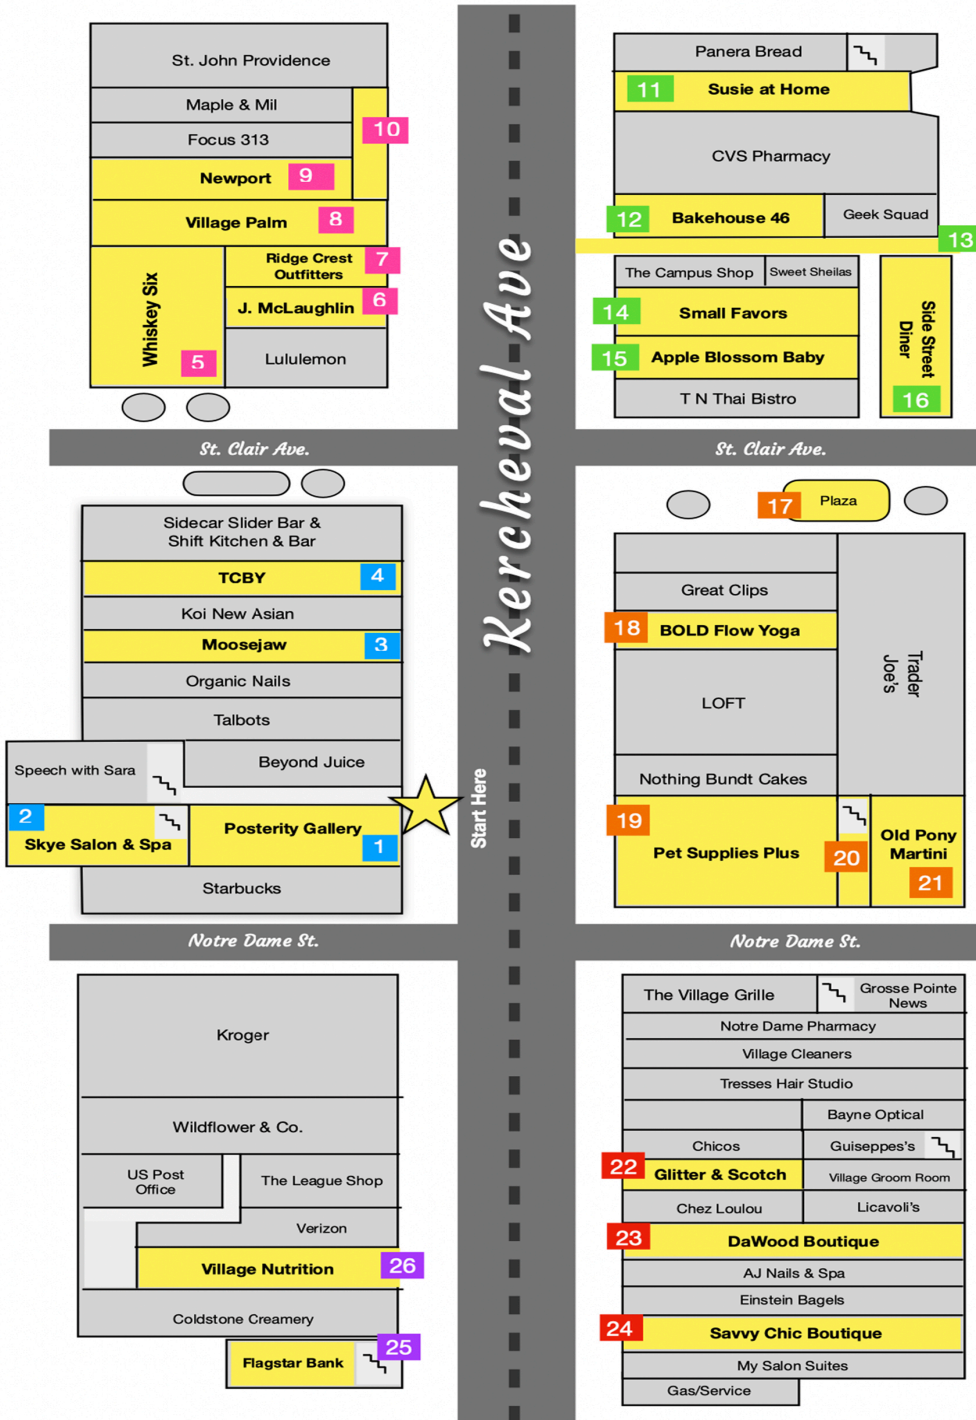 St. John Providence
Maple & Mil
10
Focus 313
Newport 9
Village Palm 8
Ridge Crest
Outfitters
7
Whiskey Six
5
J. McLaughlin 6
Lululemon
Panera Bread
11 Susie at Home
CVS Pharmacy
12 Bakehouse 46
Geek Squad
13
The Campus Shop
Sweet Sheilas
14 Small Favors
15 Apple Blossom Baby
T N Thai Bistro
Side Street
Diner
16
Kercheval Ave
St. Clair Ave.
St. Clair Ave.
Sidecar Slider Bar &
Shift Kitchen & Bar
TCBY 4
Koi New Asian
Moosejaw 3
Organic Nails
Talbots
Beyond Juice
Speech with Sara
2
Skye Salon & Spa
Posterity Gallery
1
Starbucks
Start Here
17 Plaza
Great Clips
18 BOLD Flow Yoga
LOFT
Trader
Joe's
Nothing Bundt Cakes
19
Pet Supplies Plus
20
Old Pony
Martini
21
Notre Dame St.
Notre Dame St.
Kroger
Wildflower & Co.
US Post
Office
The League Shop
Verizon
Village Nutrition 26
Coldstone Creamery
25
Flagstar Bank
The Village Grille
Grosse Pointe
News
Notre Dame Pharmacy
Village Cleaners
Tresses Hair Studio
Bayne Optical
Chicos
Guiseppes's
22 Glitter & Scotch
Village Groom Room
Chez Loulou
Licavoli's
23 DaWood Boutique
AJ Nails & Spa
Einstein Bagels
24 Savvy Chic Boutique
My Salon Suites
Gas/Service